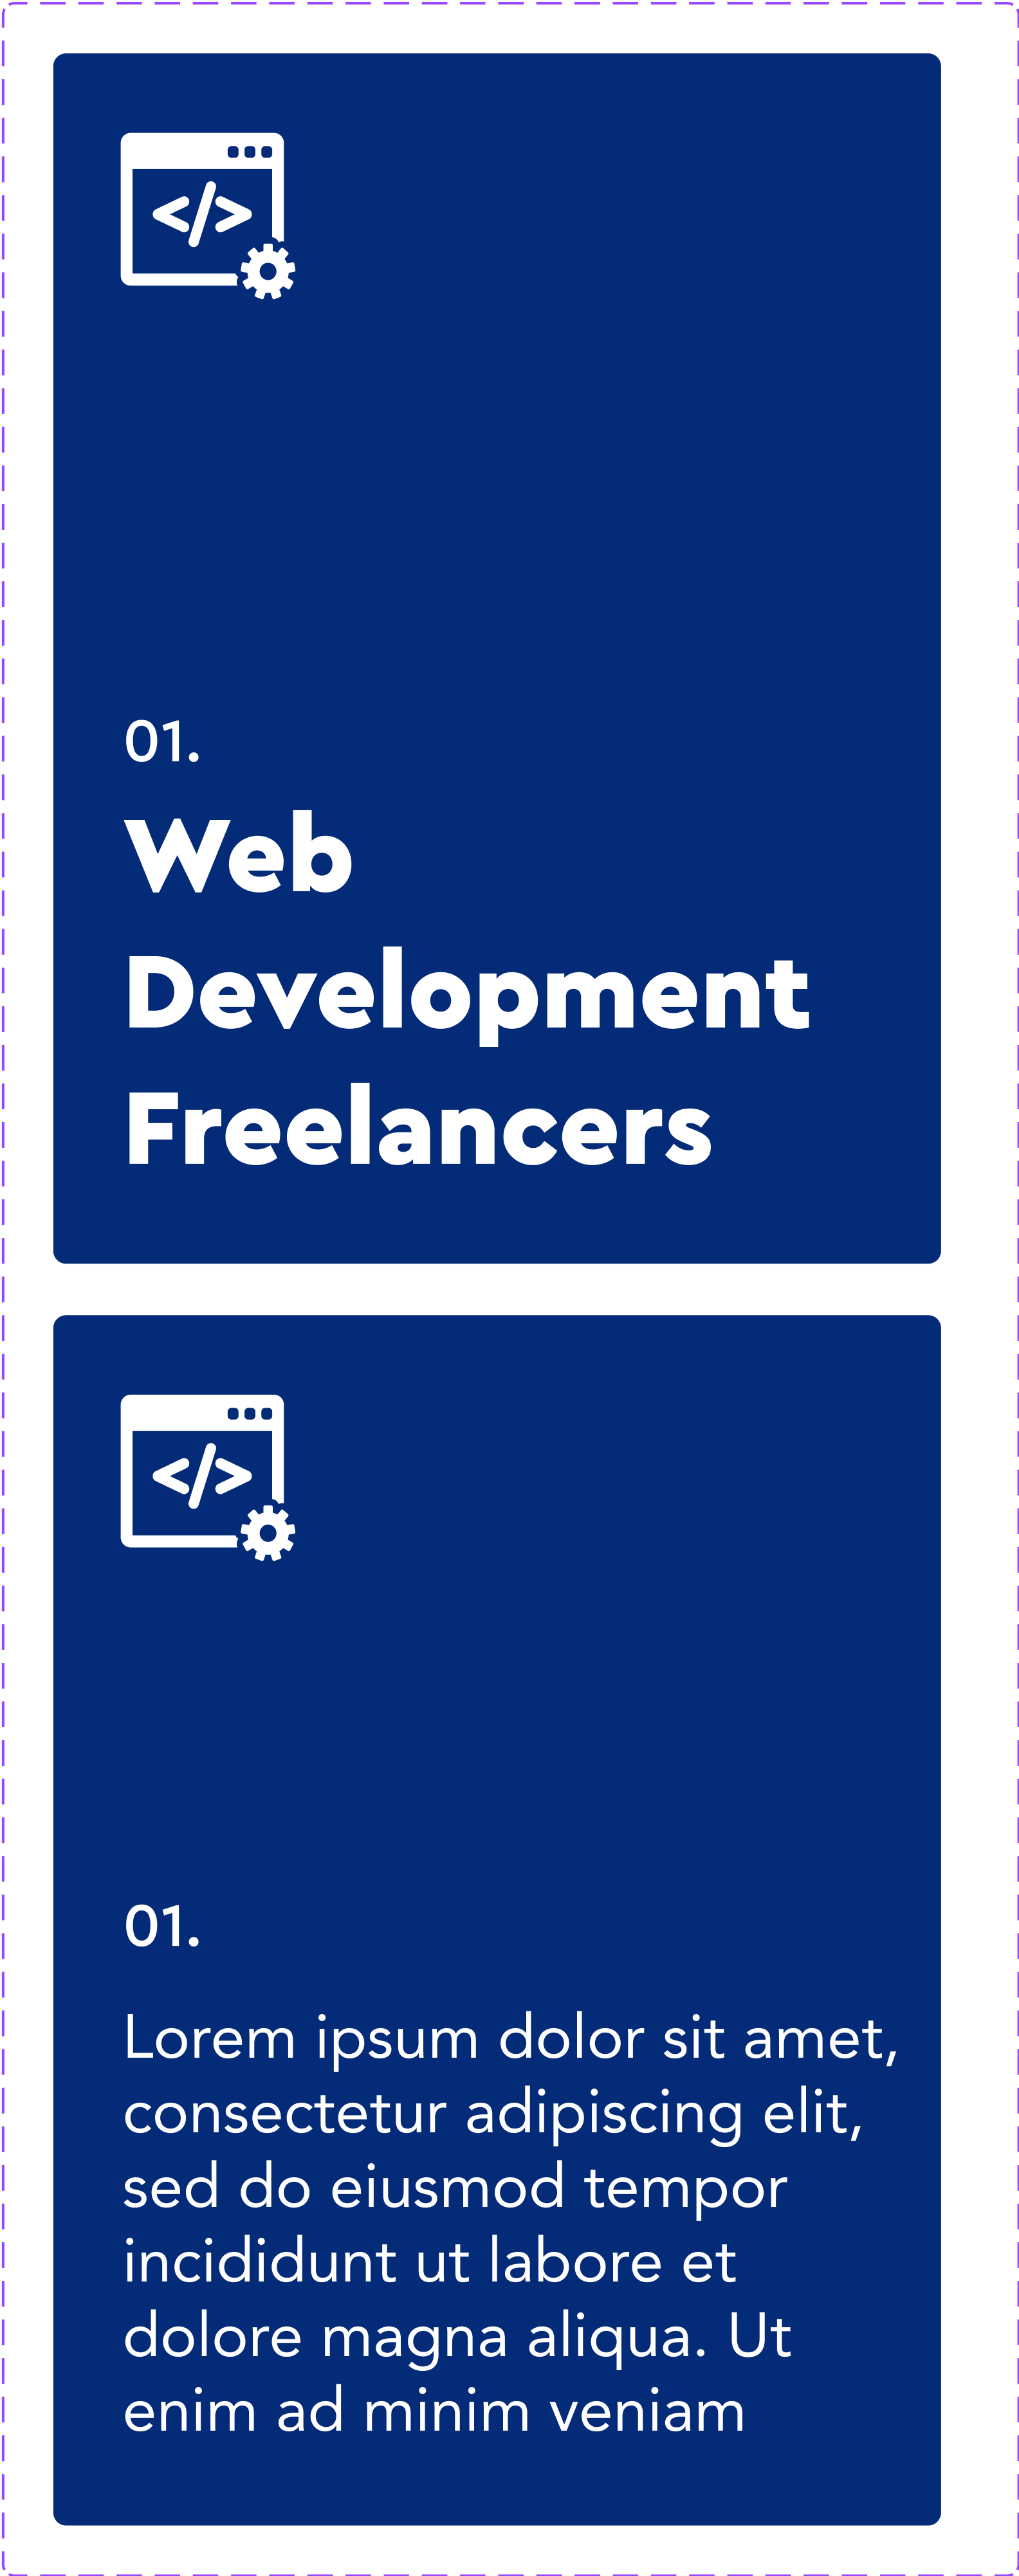 </>
01.
Web
Development
Freelancers
</>
01.
Lorem ipsum dolor sit amet,
consectetur adipiscing elit,
sed do eiusmod tempor
incididunt ut labore et
dolore magna aliqua. Ut
enim ad minim veniam